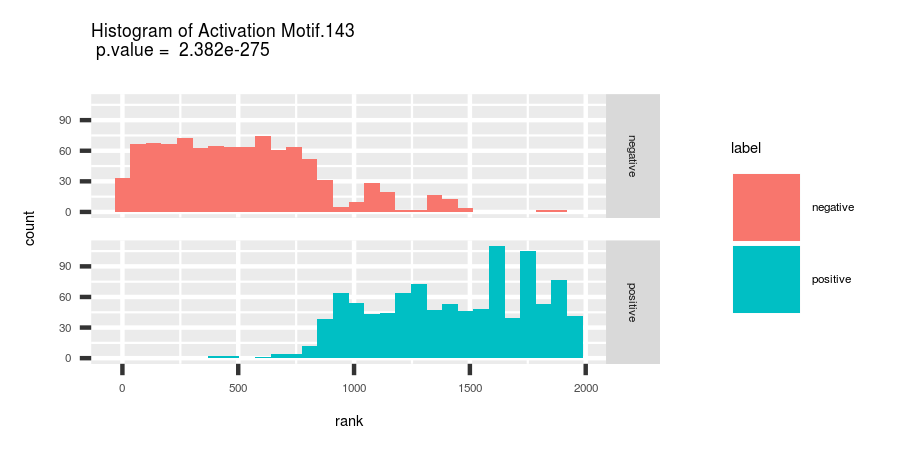 Histogram of Activation Motif.143
p.value =  2.382e-275
count
90
60
30
0
negative
90
60
30
0
positive
0 500 1000 1500 2000
rank
label
negative
positive